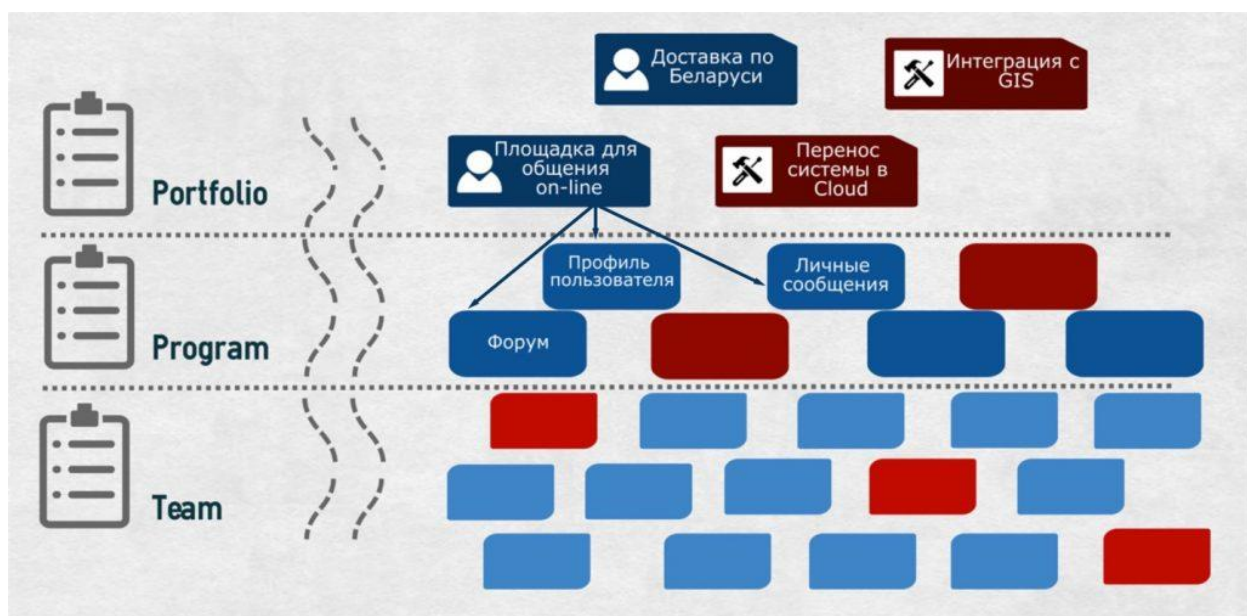 Доставка по
Беларуси
Интеграция с
GIS
Площадка для
общения
on-line
Перенос
системы в
Cloud
Portfolio
Профиль
пользователя
Личные
сообщения
Форум
Program
Team